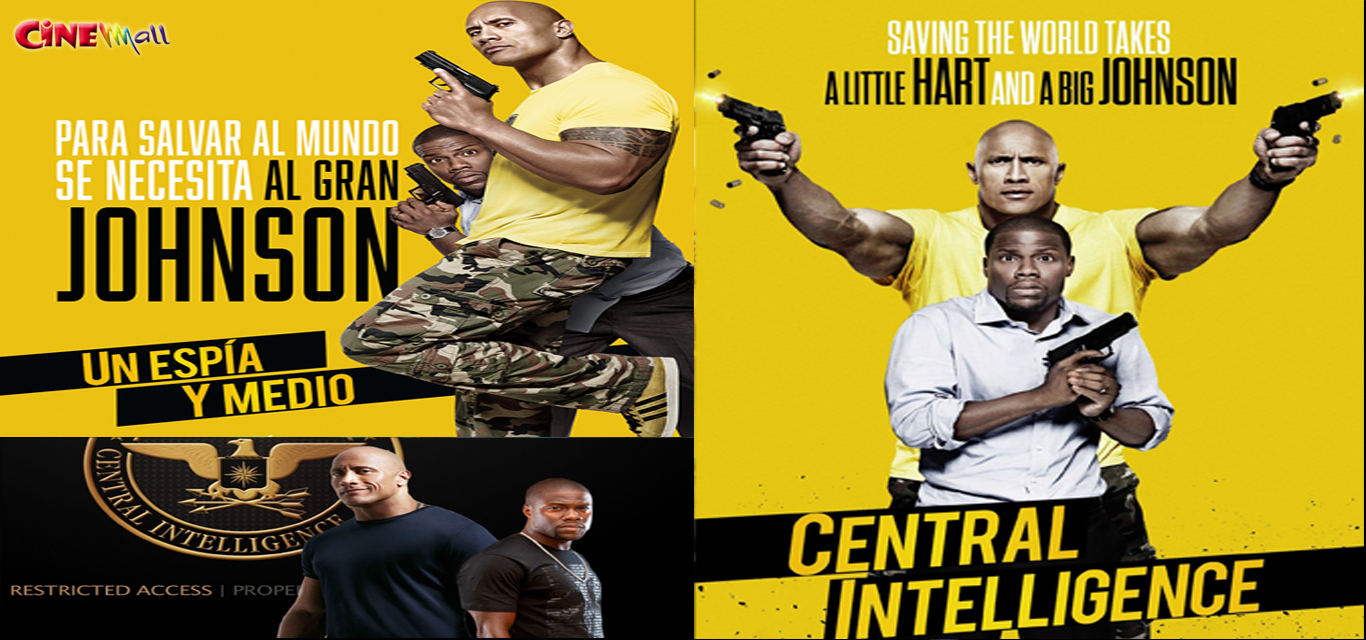 CINEMALL
PARA SALVAR AL MUNDO
SE NECESITA AL GRAN
JOHNSON
UN ESPÍA
Y MEDIO
CENTRAL INTELLIGENCE
RESTRICTED ACCESS | PROPE
SAVING THE WORLD TAKES
A LITTLE HART AND A BIG JOHNSON
CENTRAL
INTELLIGENCE